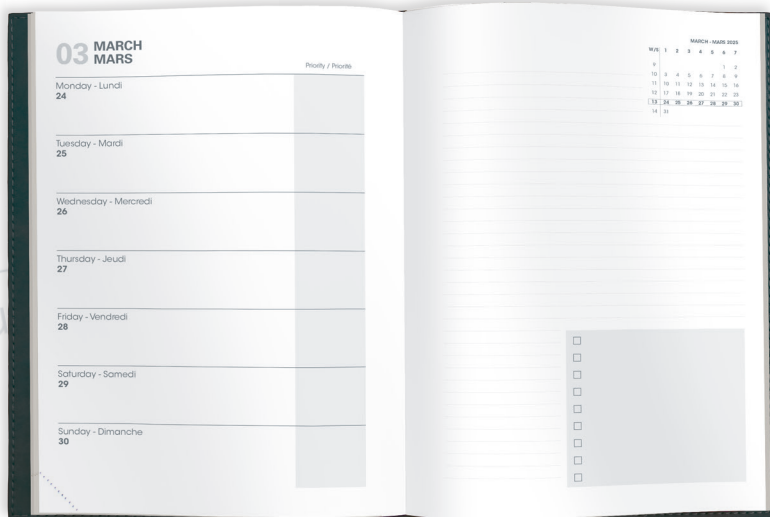 03 MARCH
MARS
Priority / Priorité
Monday - Lundi
24
Tuesday - Mardi
25
Wednesday - Mercredi
26
Thursday - Jeudi
27
Friday - Vendredi
28
Saturday - Samedi
29
Sunday - Dimanche
30
MARCH - MARS 2025
W/S 1 2 3 4 5 6 7
9 1 2
10 3 4 5 6 7 8 9
11 10 11 12 13 14 15 16
12 17 18 19 20 21 22 23
13 24 25 26 27 28 29 30
14 31